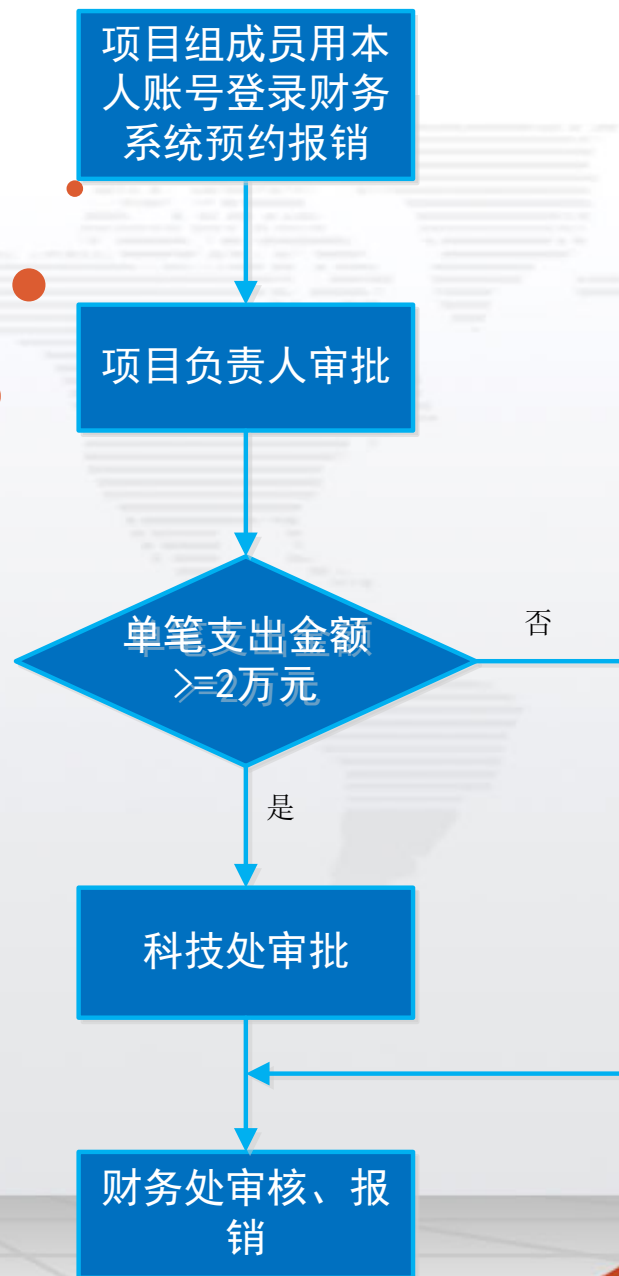 项目组成员用本
人账号登录财务
系统预约报销
项目负责人审批
单笔支出金额
>=2万元
否
是
科技处审批
财务处审核、报
销